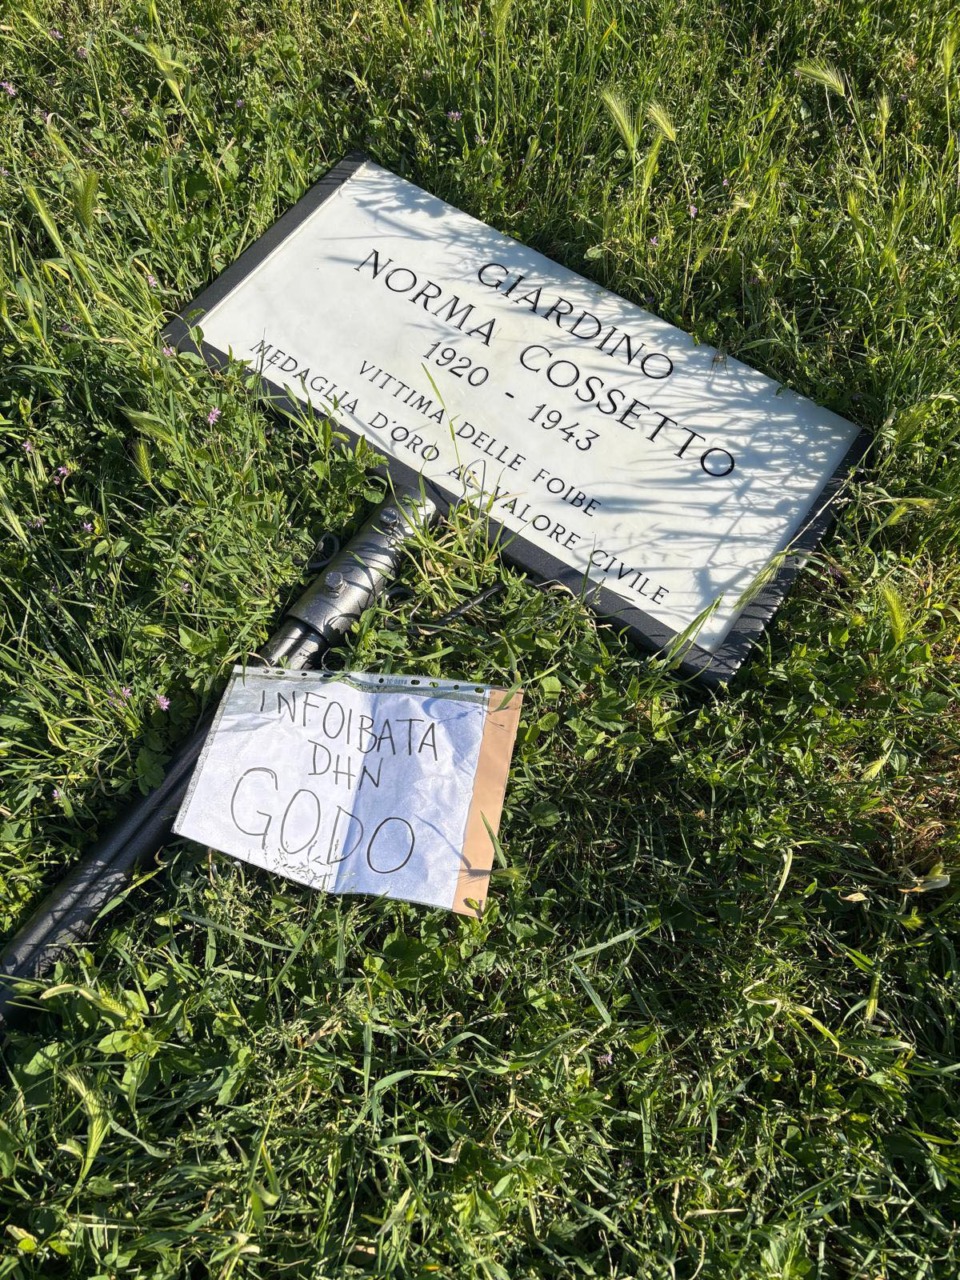 GIARDINO
NORMA COSSETTO
1920 - 1943
VITTIMA DELLE FOIBE
MEDAGLIA D'ORO AL VALORE CIVILE
INFOIBATA
DHN
GODO